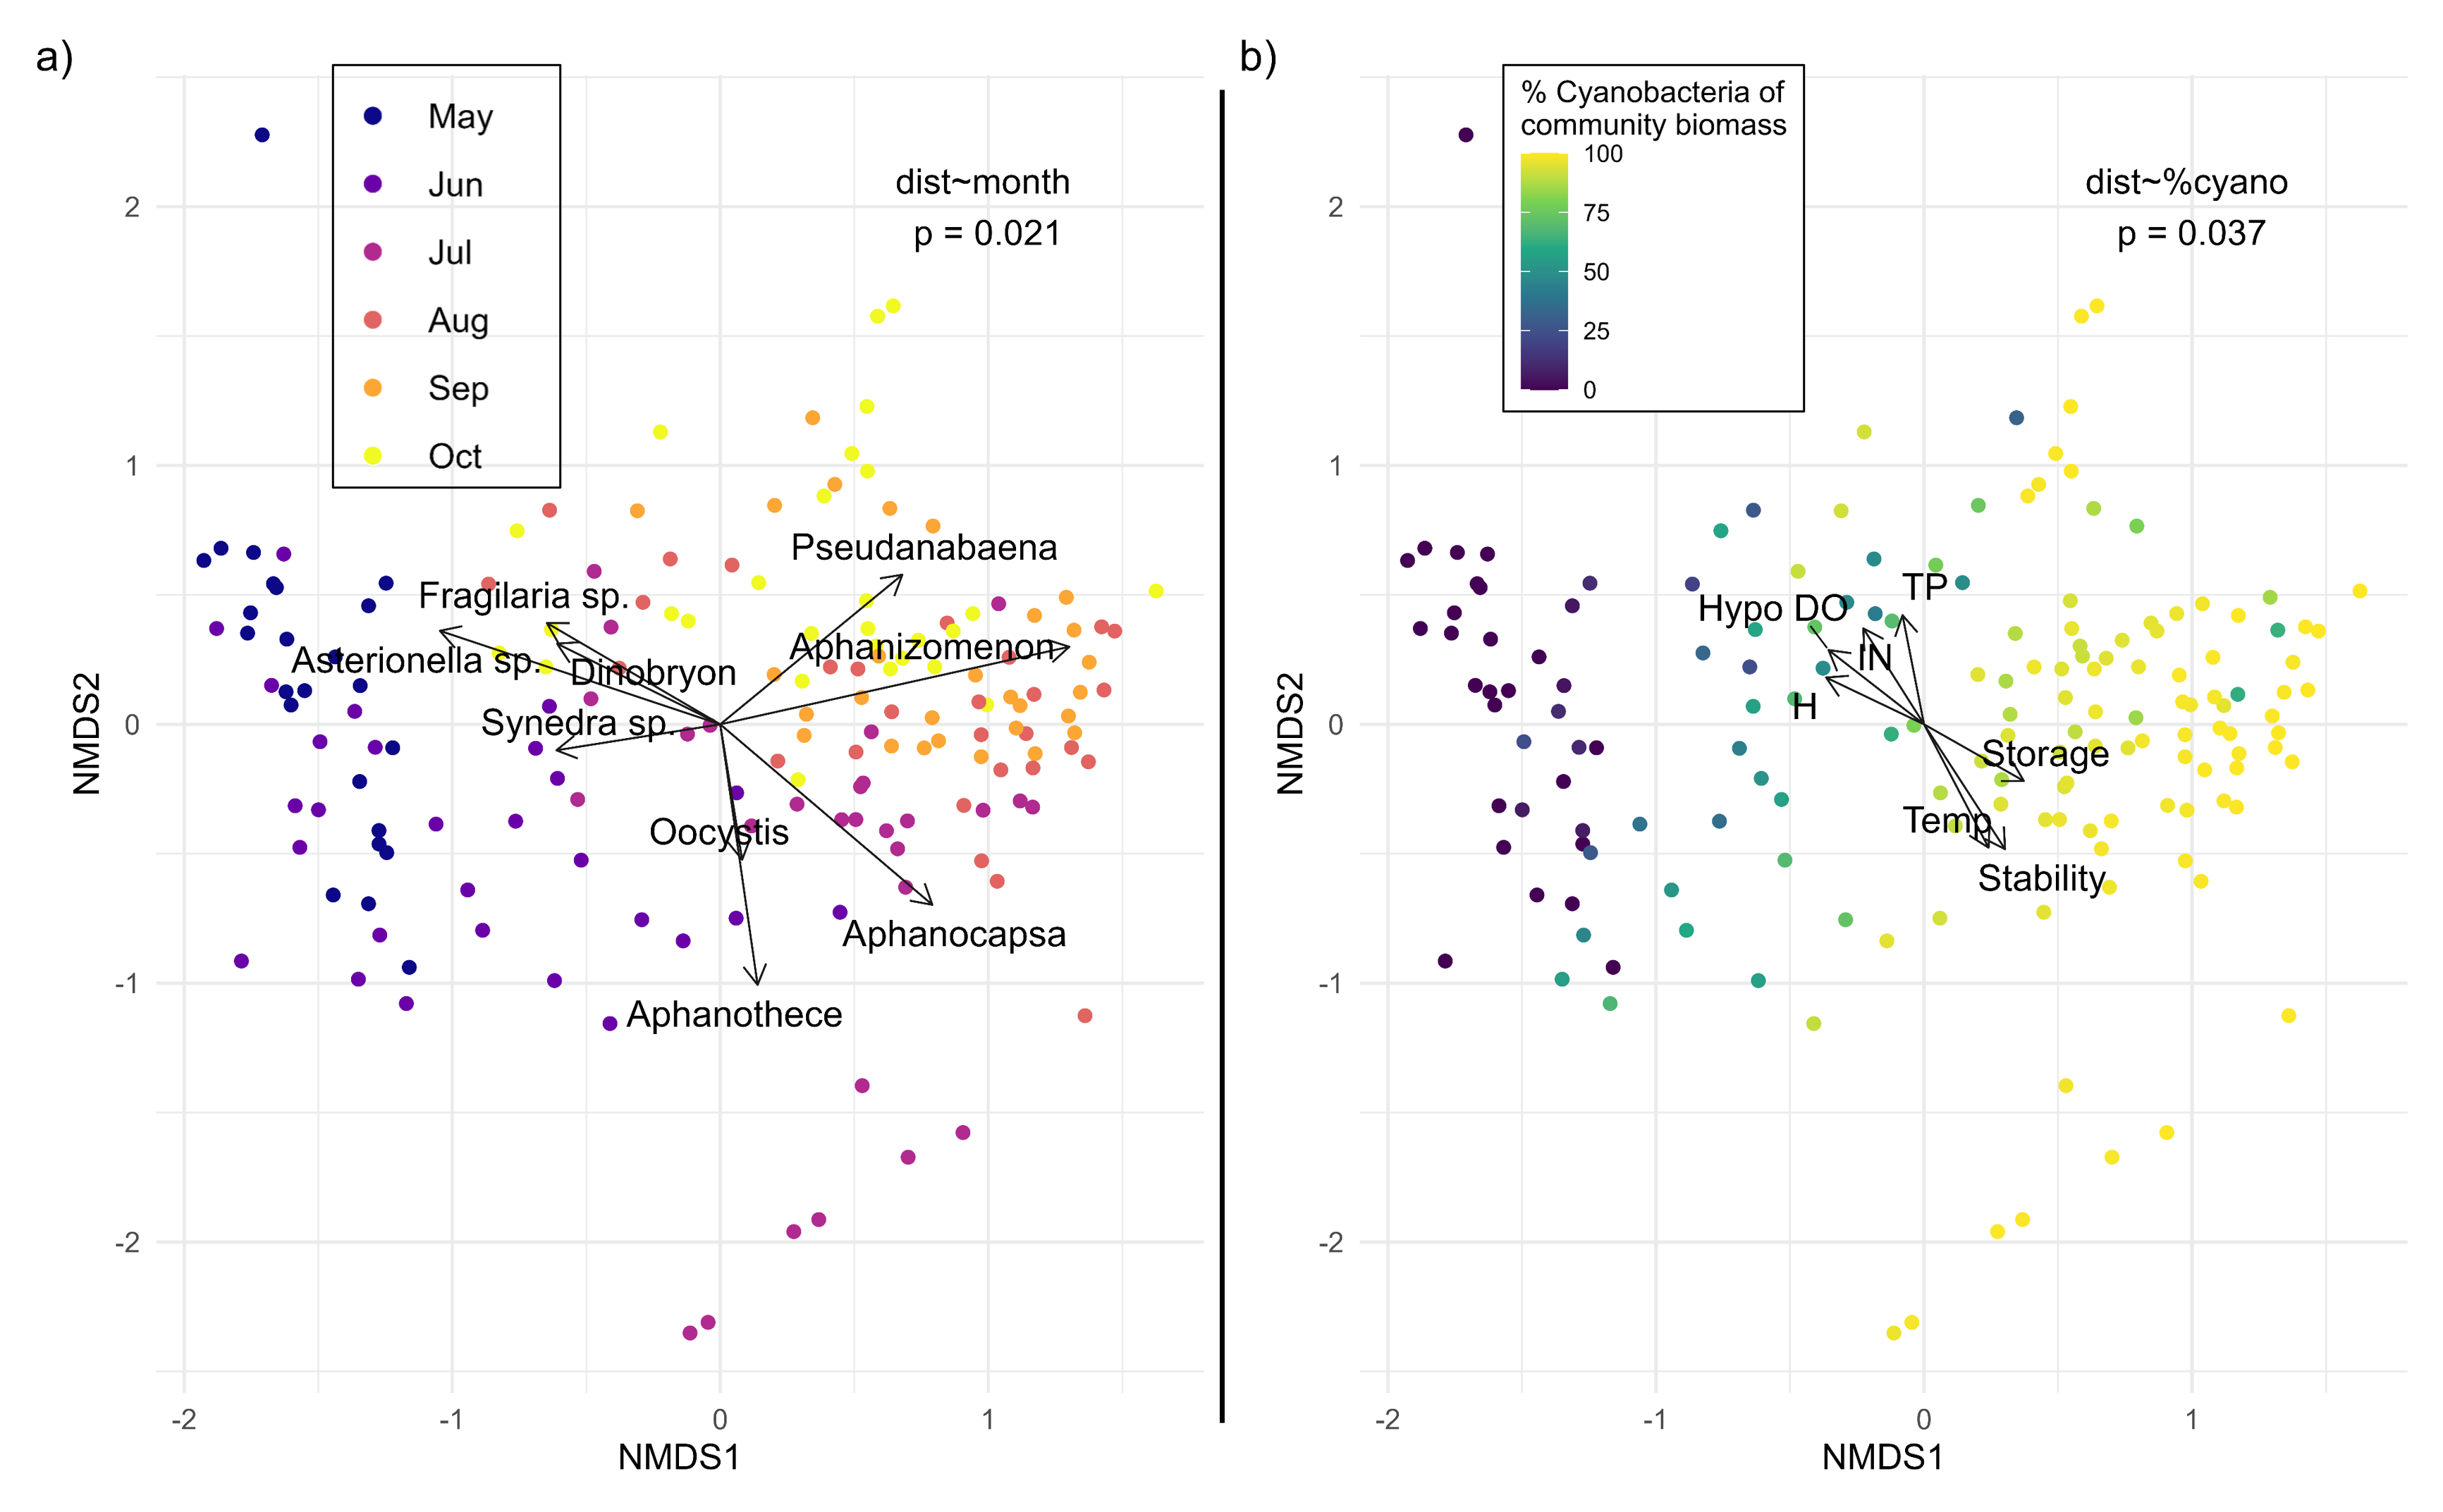 a)
May
Jun
Jul
Aug
Sep
Oct
dist~month
p = 0.021
2
1
0
-1
-2
NMDS2
Pseudanabaena
Fragilaria sp.
Aphanizomenon
Asterionella sp.
Dinobryon
Synedra sp.
Oocystis
Aphanocapsa
Aphanothece
-2
-1
0
1
NMDS1
b)
% Cyanobacteria of
community biomass
100
75
50
25
0
dist~%cyano
p = 0.037
2
1
0
-1
-2
NMDS2
TP
Hypo DO
IN
H
Storage
Temp
Stability
-2
-1
0
1
NMDS1